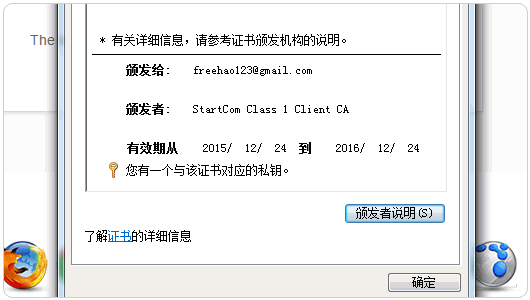 The
* 有关详细信息，请参考证书颁发机构的说明。
颁发给： freehao123@gmail.com
颁发者： StartCom Class 1 Client CA
有效期从 2015/ 12/ 24 到 2016/ 12/ 24
您有一个与该证书对应的私钥。
颁发者说明(S)
了解证书的详细信息
确定